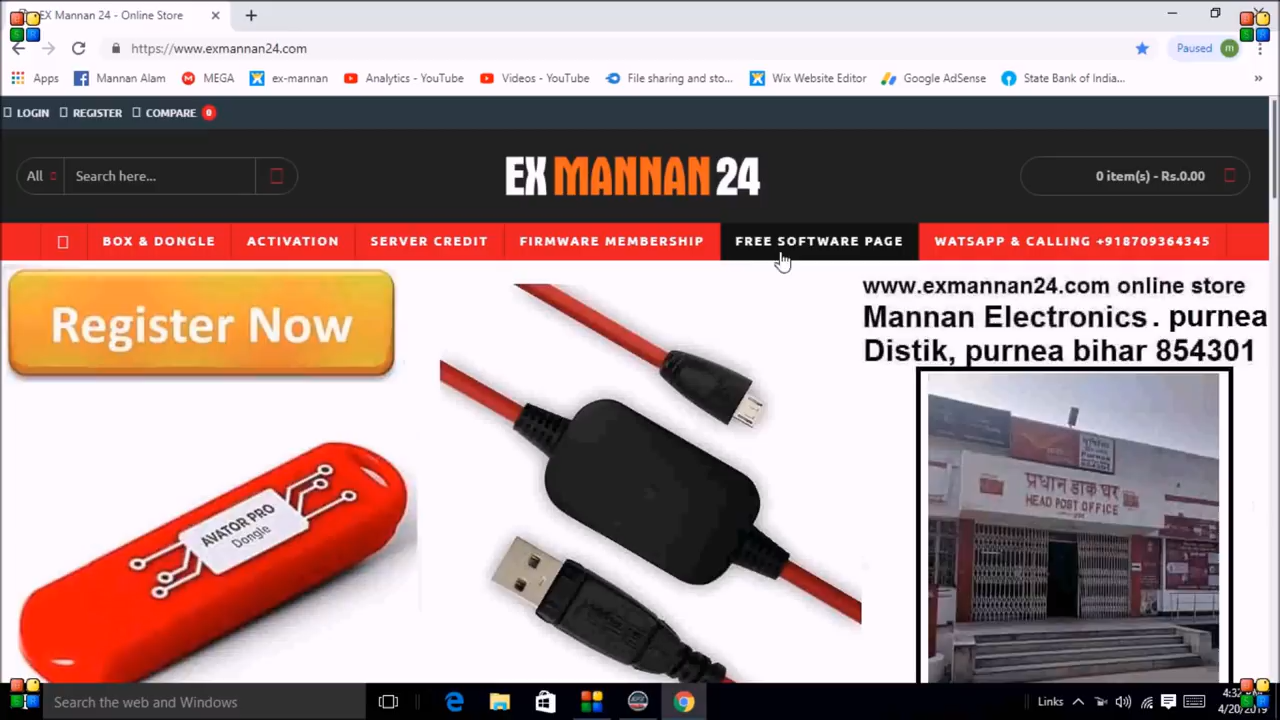 EX Mannan 24 - Online Store
https://www.exmannan24.com
Paused m
Apps Mannan Alam MEGA ex-mannan Analytics - YouTube Videos - YouTube File sharing and sto... Wix Website Editor Google AdSense State Bank of India... »
LOGIN REGISTER COMPARE 0
All Search here...
EX MANNAN 24
0 item(s) - Rs.0.00
BOX & DONGLE ACTIVATION SERVER CREDIT FIRMWARE MEMBERSHIP FREE SOFTWARE PAGE WATSAPP & CALLING +918709364345
Register Now
www.exmannan24.com online store
Mannan Electronics . purnea
Distik, purnea bihar 854301
AVATOR PRO
Dongle
प्रधान डाक घर
HEAD POST OFFICE
Search the web and Windows
Links
4/20/2019